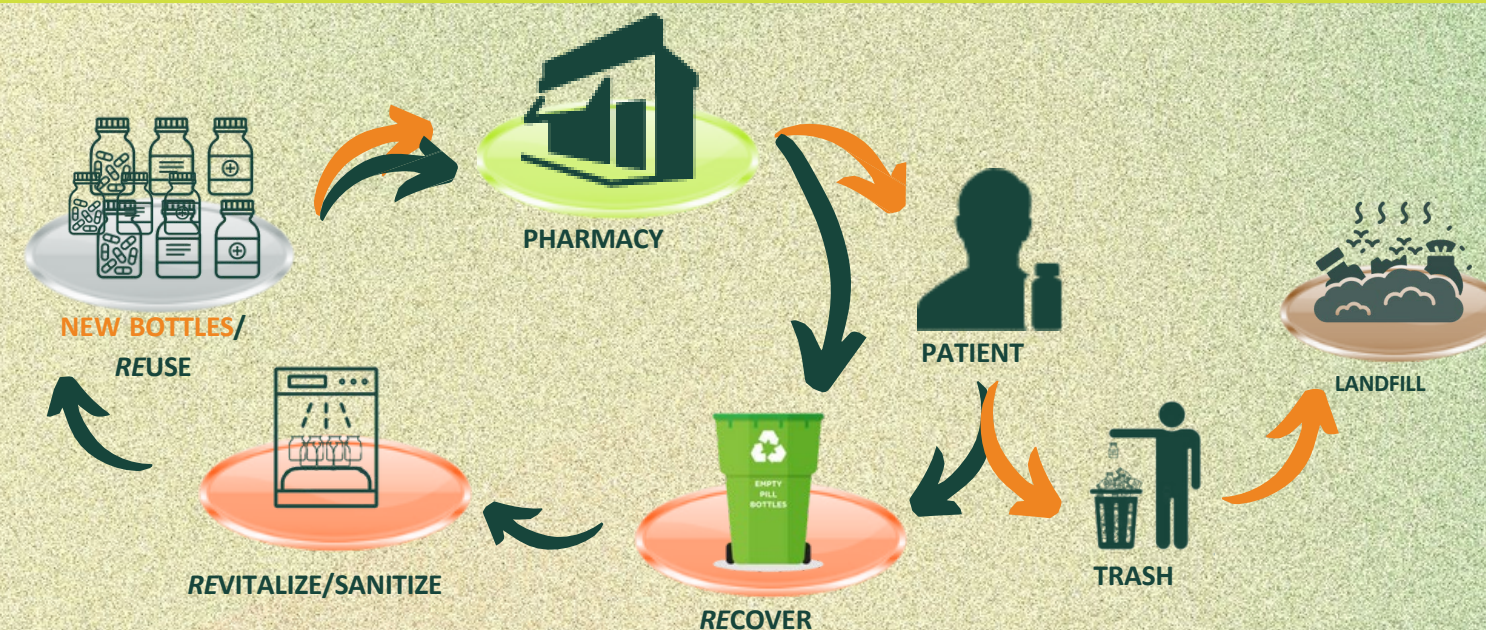 PHARMACY
NEW BOTTLES/
REUSE
PATIENT
LANDFILL
EMPTY
PILL
BOTTLES
REVITALIZE/SANITIZE
TRASH
RECOVER